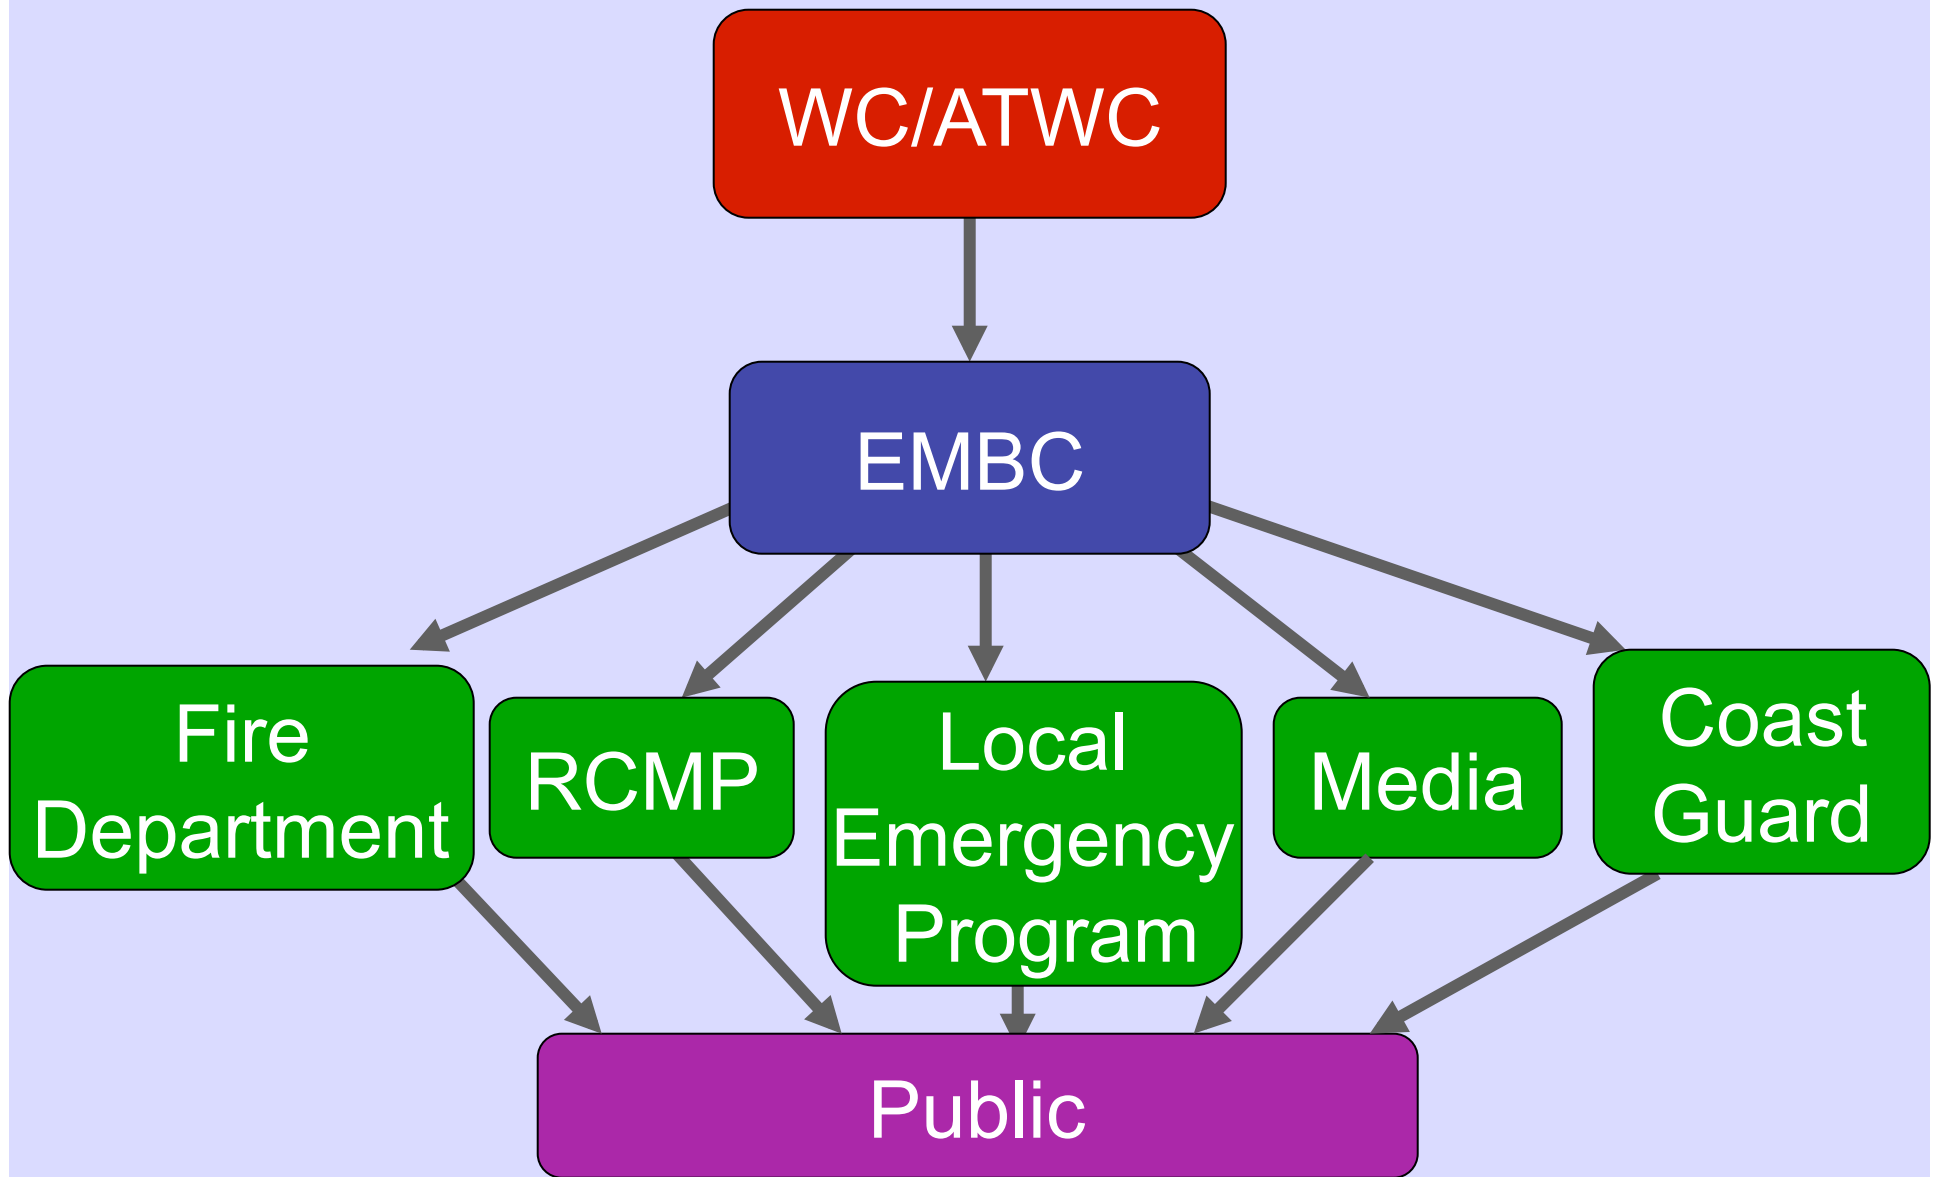 WC/ATWC
EMBC
Fire
Department
RCMP
Local
Emergency
Program
Media
Coast
Guard
Public